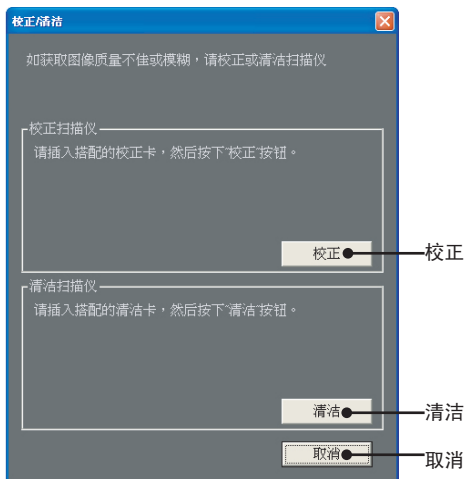 校正/清洁
如获取图像质量不佳或模糊，请校正或清洁扫描仪
校正扫描仪
请插入搭配的校正卡，然后按下"校正"按钮。
校正
校正
清洁扫描仪
请插入搭配的清洁卡，然后按下"清洁"按钮。
清洁
清洁
取消
取消